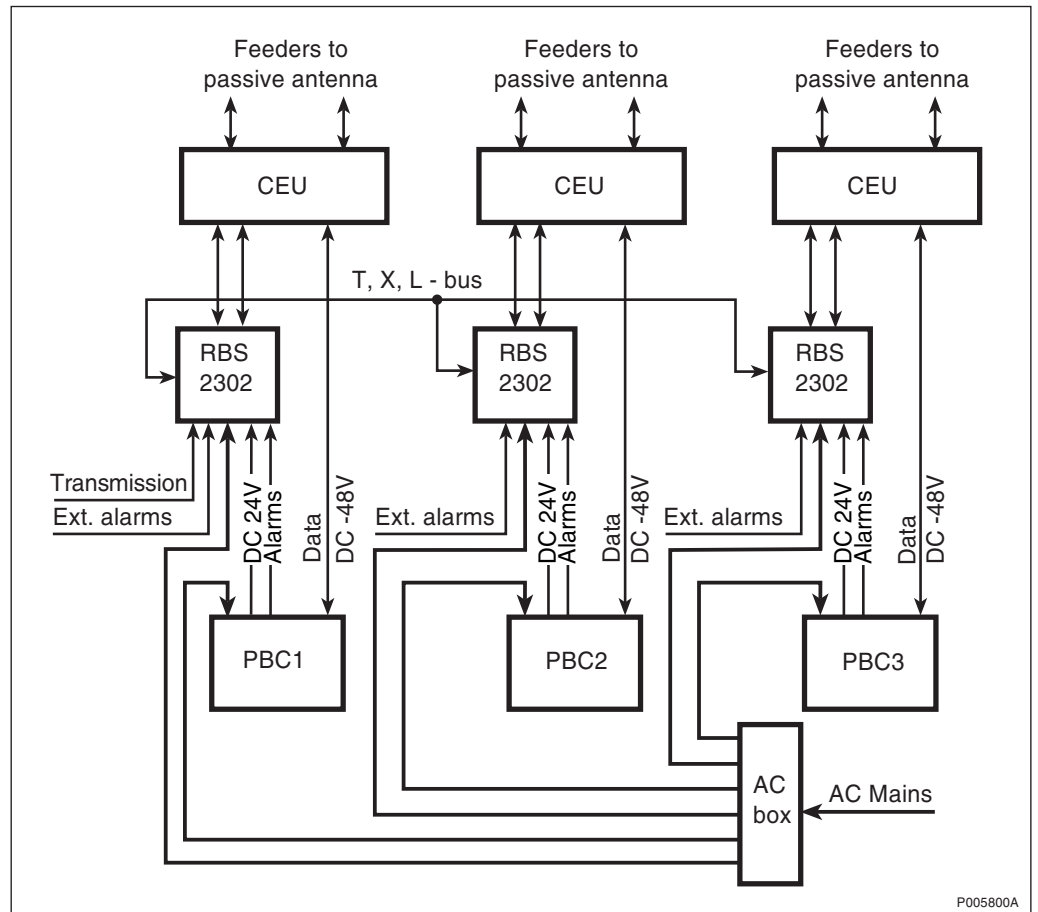 Feeders to
passive antenna
Feeders to
passive antenna
Feeders to
passive antenna
CEU
CEU
CEU
T, X, L - bus
RBS
2302
RBS
2302
RBS
2302
Transmission
Ext. alarms
DC 24V
Alarms
Data
DC -48V
Ext. alarms
DC 24V
Alarms
Data
DC -48V
Ext. alarms
DC 24V
Alarms
Data
DC -48V
PBC1
PBC2
PBC3
AC
box
AC Mains
P005800A